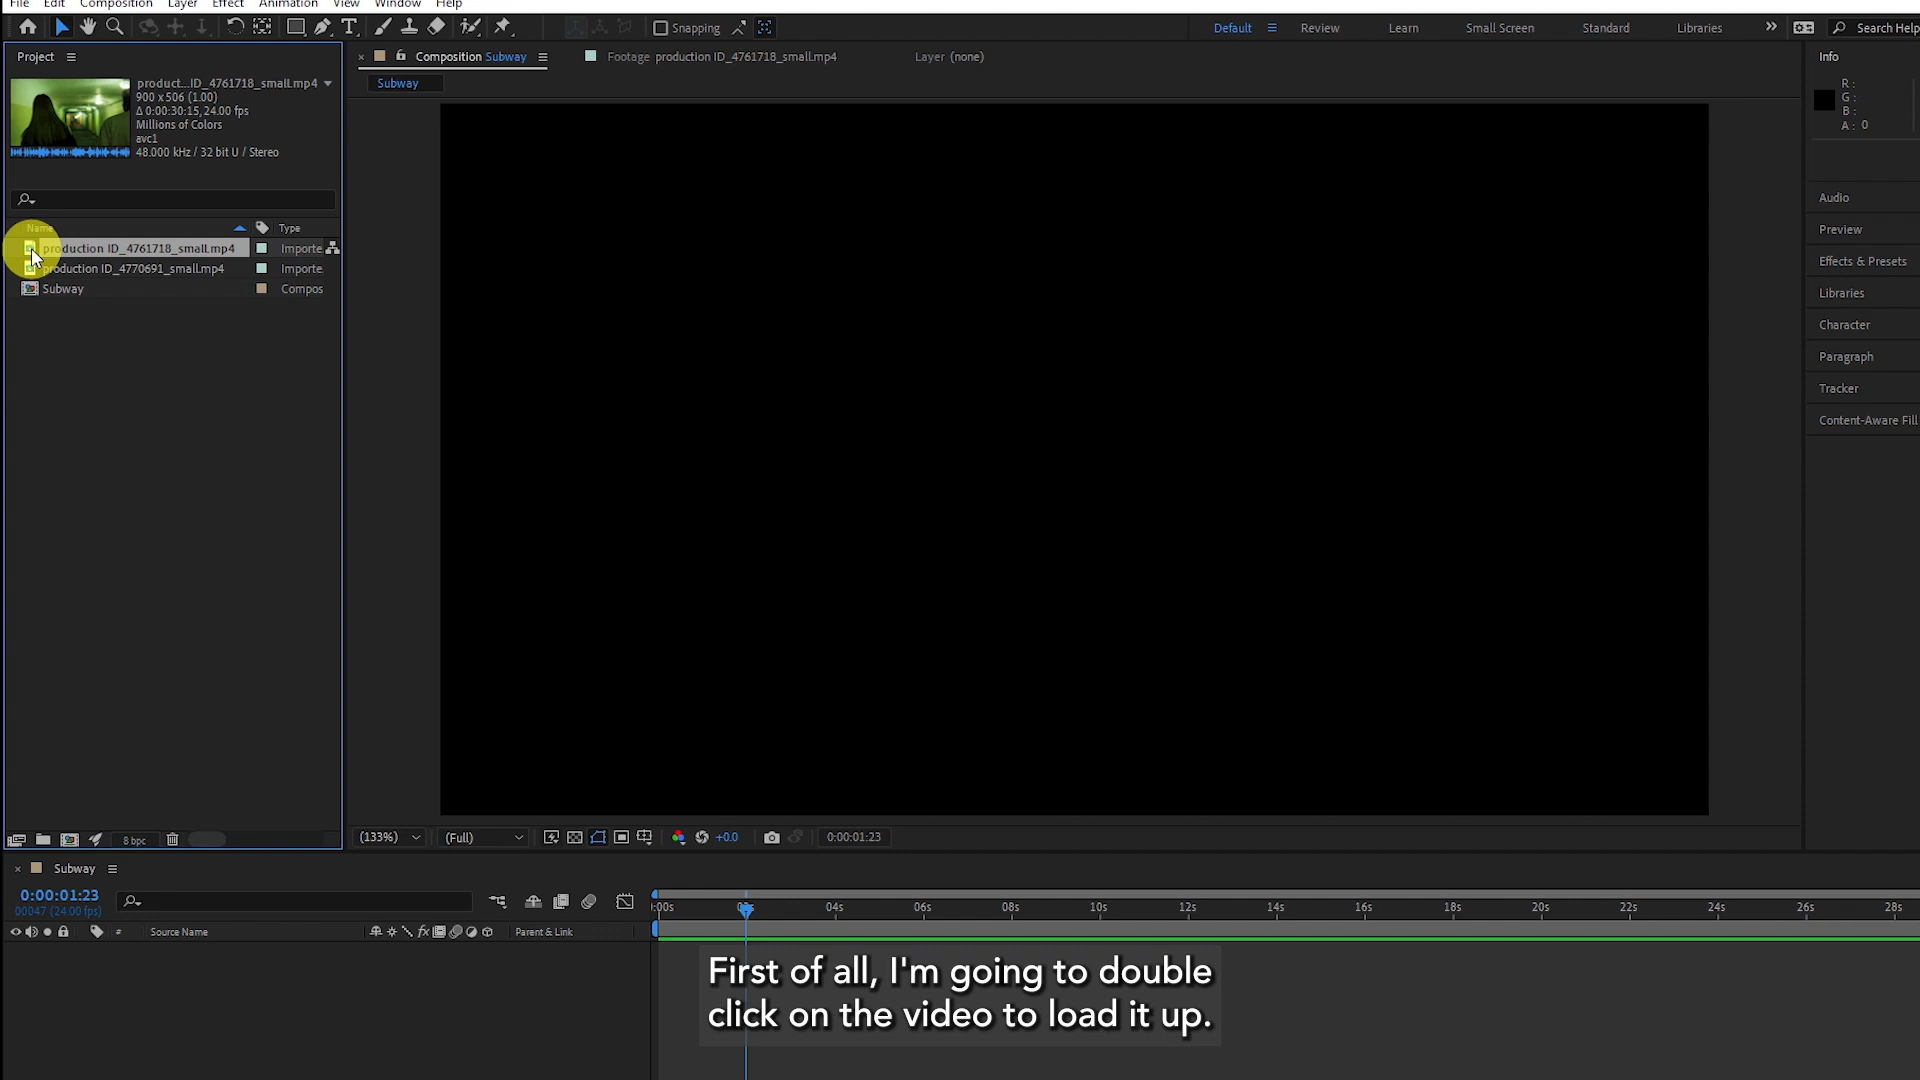 File Edit Composition Layer Effect Animation View Window Help
Snapping
Default Review Learn Small Screen Standard Libraries Search Help
Project
Composition Subway
Footage production ID_4761718_small.mp4
Layer (none)
Info
product...ID_4761718_small.mp4
900 x 506 (1.00)
Δ 0:00:30:15, 24.00 fps
Millions of Colors
avc1
48.000 kHz / 32 bit U / Stereo
Subway
R :
G :
B :
A : 0
Name Type
production ID_4761718_small.mp4 Importe
production ID_4770691_small.mp4 Importe
Subway Compos
Audio
Preview
Effects & Presets
Libraries
Character
Paragraph
Tracker
Content-Aware Fill
8 bpc
(133%) (Full) +0.0 0:00:01:23
Subway
0:00:01:23
00047 (24.00 fps)
:00s 04s 06s 08s 10s 12s 14s 16s 18s 20s 22s 24s 26s 28s
# Source Name Parent & Link
First of all, I'm going to double
click on the video to load it up.